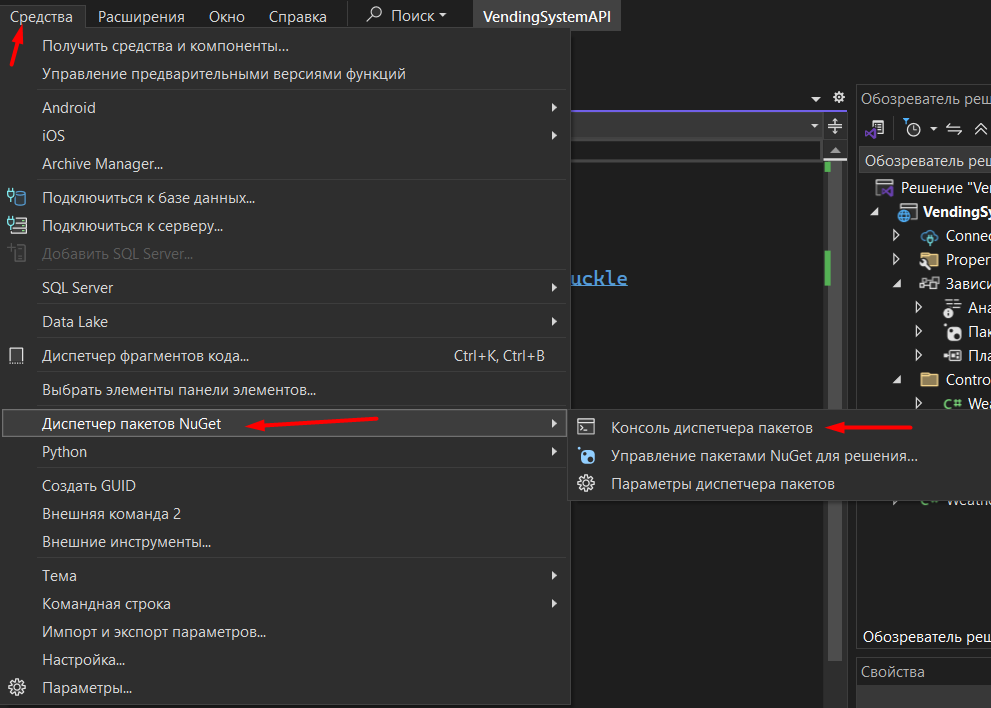 Средства Расширения Окно Справка Поиск VendingSystemAPI
Получить средства и компоненты...
Управление предварительными версиями функций
Android
iOS
Archive Manager...
Подключиться к базе данных...
Подключиться к серверу...
Добавить SQL Server...
SQL Server
Data Lake
Диспетчер фрагментов кода... Ctrl+K, Ctrl+B
Выбрать элементы панели элементов...
Диспетчер пакетов NuGet
Python
Создать GUID
Внешняя команда 2
Внешние инструменты...
Тема
Командная строка
Импорт и экспорт параметров...
Настройка...
Параметры...
Консоль диспетчера пакетов
Управление пакетами NuGet для решения...
Параметры диспетчера пакетов
uckle
Обозреватель реш
Обозреватель реш
Решение "Ve
VendingSy
Connec
Proper
Зависи
Ана
Пак
Пла
Contro
C# Wea
Обозреватель реш
Свойства